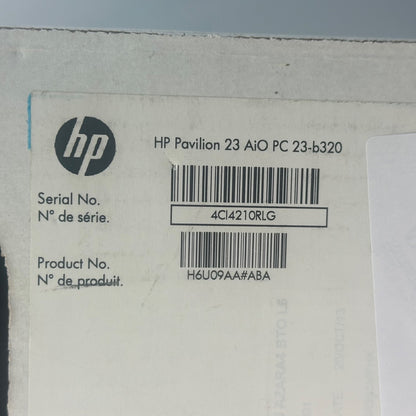 hp
HP Pavilion 23 AiO PC 23-b320
Serial No.
N° de série.
4CI4210RLG
Product No.
N° de produit.
H6U09AA#ABA